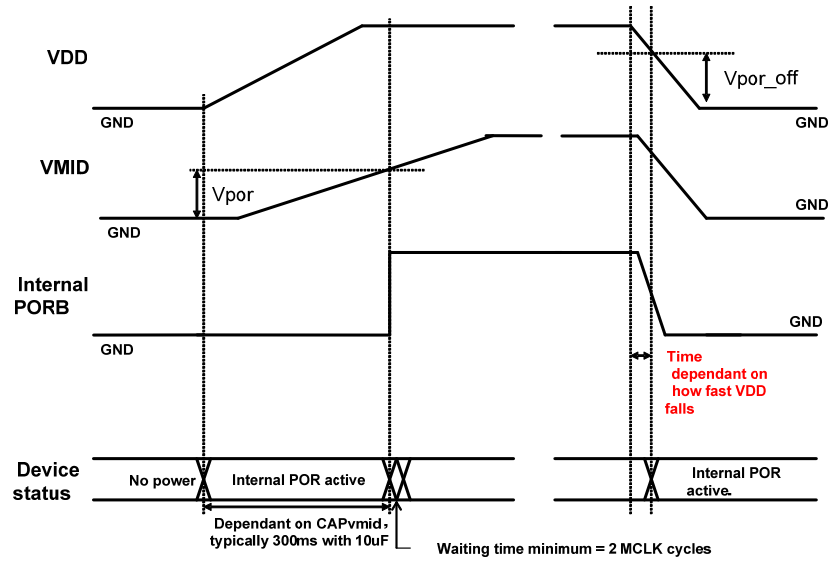 VDD
Vpor_off
GND
GND
VMID
Vpor
GND
GND
Internal
PORB
GND
GND
Time
dependant on
how fast VDD
falls
Device
status
No power
Internal POR active
Internal POR
active.
Dependant on CAPvmid,
typically 300ms with 10uF
Waiting time minimum = 2 MCLK cycles